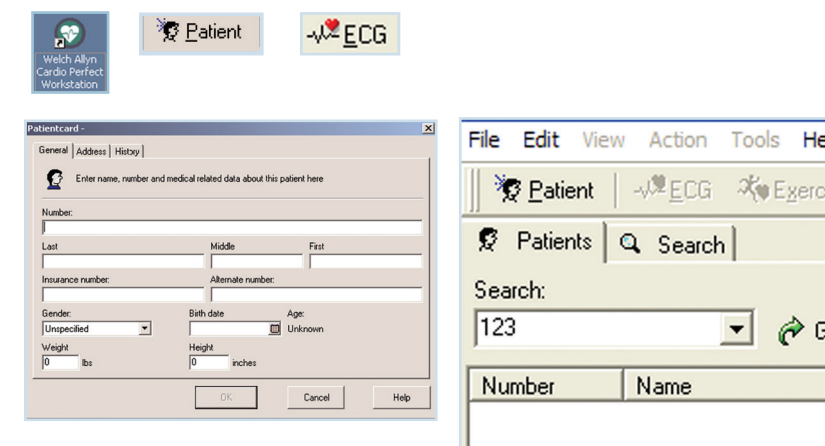 Welch Allyn
Cardio Perfect
Workstation
Patient
ECG
Patientcard -
General Address Histxy
Enter name, number and medical related data about this patient here
Number:
Last Middle First
Insurance number: Alternate number:
Gender: Birth date Age:
Unspecified Unknown
Weight Height
0 lbs 0 inches
OK Cancel Help
File Edit View Action Tools He
Patient ECG Exerc
Patients Search
Search:
123 G
Number Name